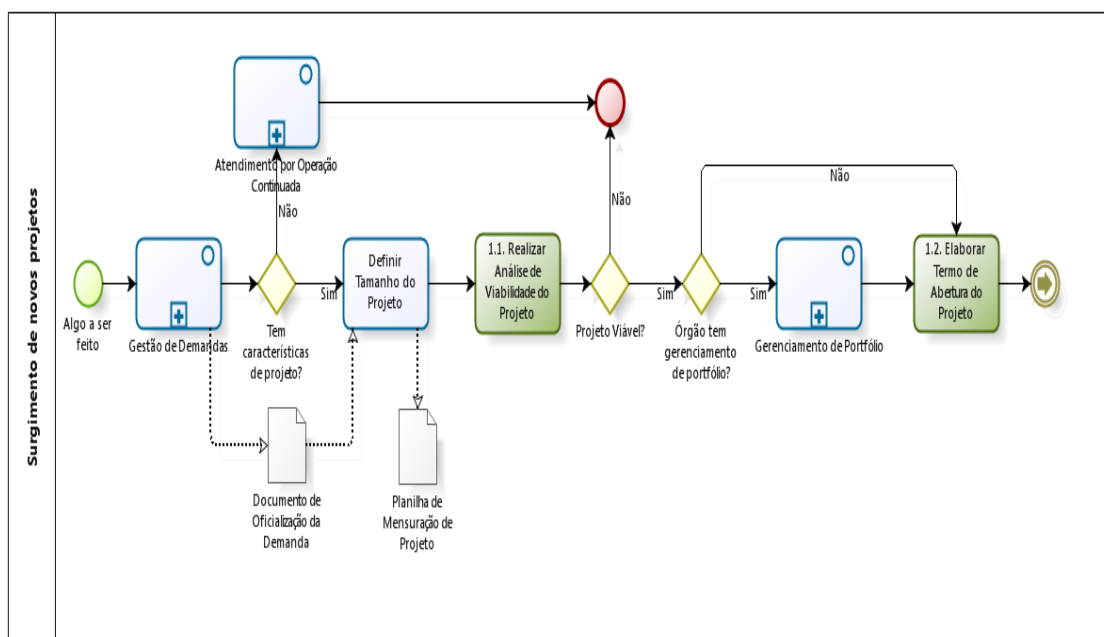 Surgimento de novos projetos
Algo a ser
feito
Gestão de Demandas
Atendimento por Operação
Continuada
Não
Tem
características
de projeto?
Sim
Definir
Tamanho do
Projeto
Documento de
Oficialização da
Demanda
Planilha de
Mensuração de
Projeto
1.1. Realizar
Análise de
Viabilidade do
Projeto
Projeto Viável?
Não
Sim
Órgão tem
gerenciamento
de portfólio?
Não
Sim
Gerenciamento de Portfólio
1.2. Elaborar
Termo de
Abertura do
Projeto